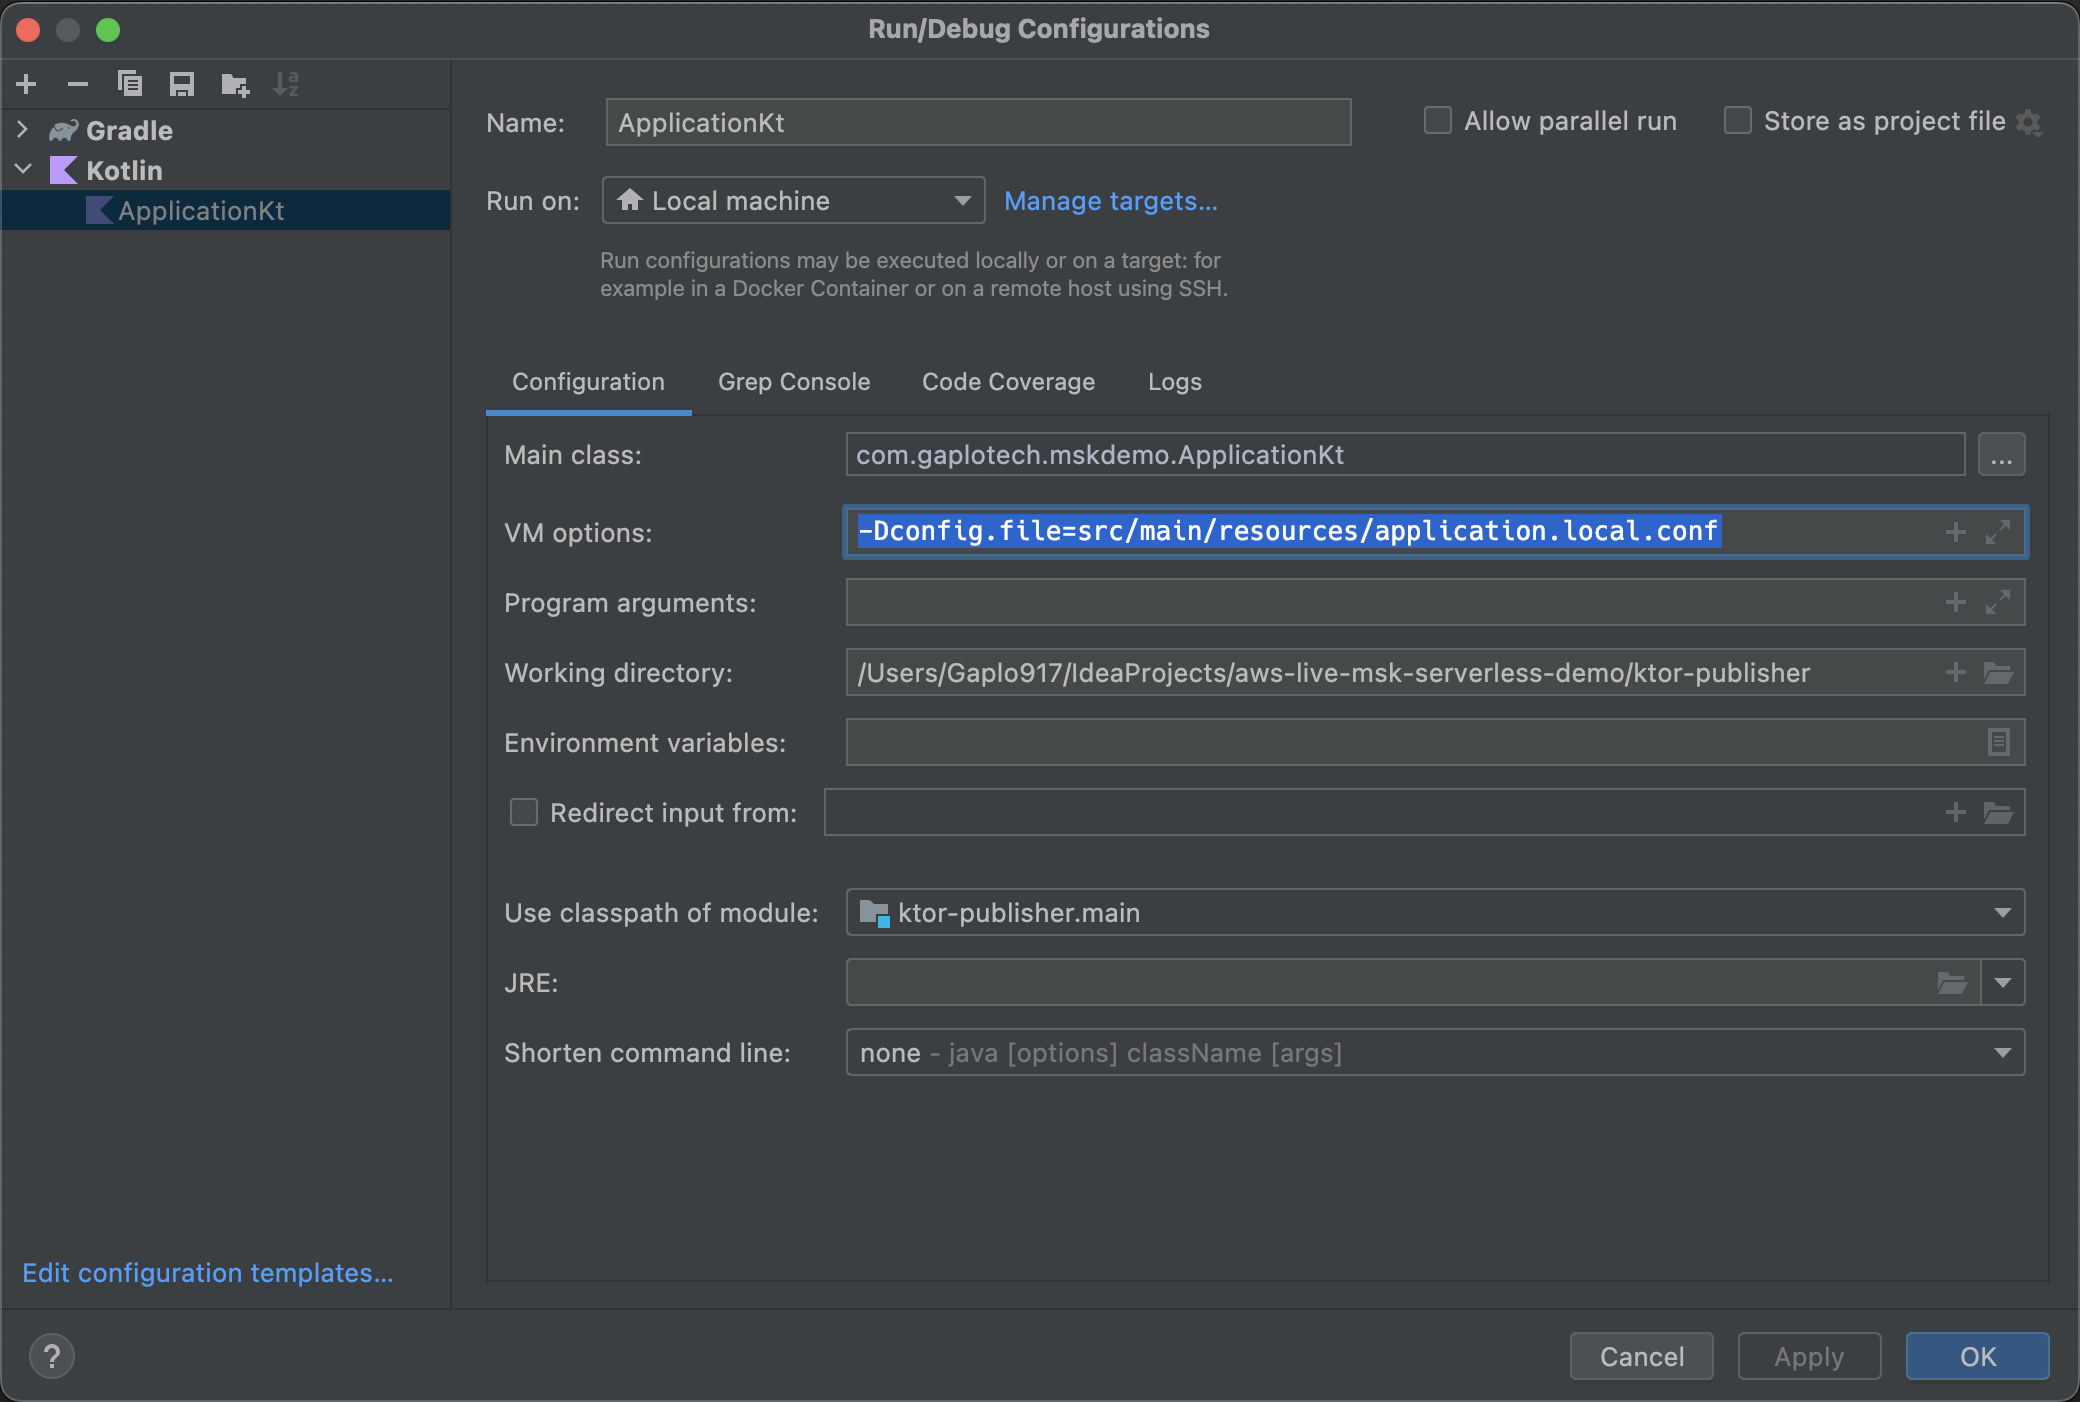 Run/Debug Configurations
Gradle
Kotlin
ApplicationKt
Edit configuration templates...
Name: ApplicationKt
Allow parallel run
Store as project file
Run on: Local machine Manage targets...
Run configurations may be executed locally or on a target: for
example in a Docker Container or on a remote host using SSH.
Configuration Grep Console Code Coverage Logs
Main class: com.gaplotech.mskdemo.ApplicationKt ...
VM options: -Dconfig.file=src/main/resources/application.local.conf
Program arguments:
Working directory: /Users/Gaplo917/IdeaProjects/aws-live-msk-serverless-demo/ktor-publisher
Environment variables:
Redirect input from:
Use classpath of module: ktor-publisher.main
JRE:
Shorten command line: none - java [options] className [args]
? Cancel Apply OK